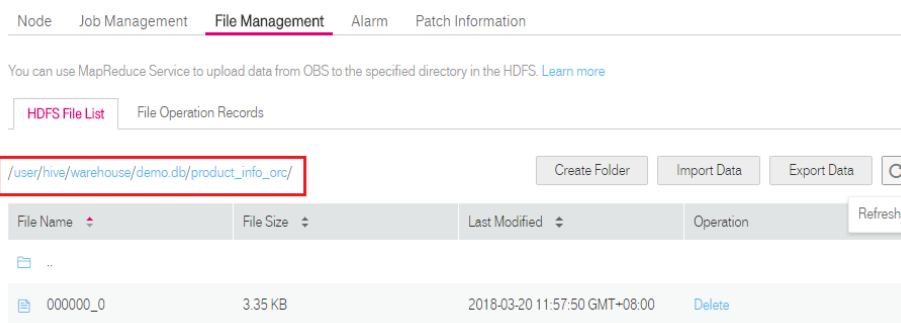 Node Job Management File Management Alarm Patch Information
You can use MapReduce Service to upload data from OBS to the specified directory in the HDFS. Learn more
HDFS File List File Operation Records
/user/hive/warehouse/demo.db/product_info_orc/ Create Folder Import Data Export Data
Refresh
File Name File Size Last Modified Operation
..
000000_0 3.35 KB 2018-03-20 11:57:50 GMT+08:00 Delete